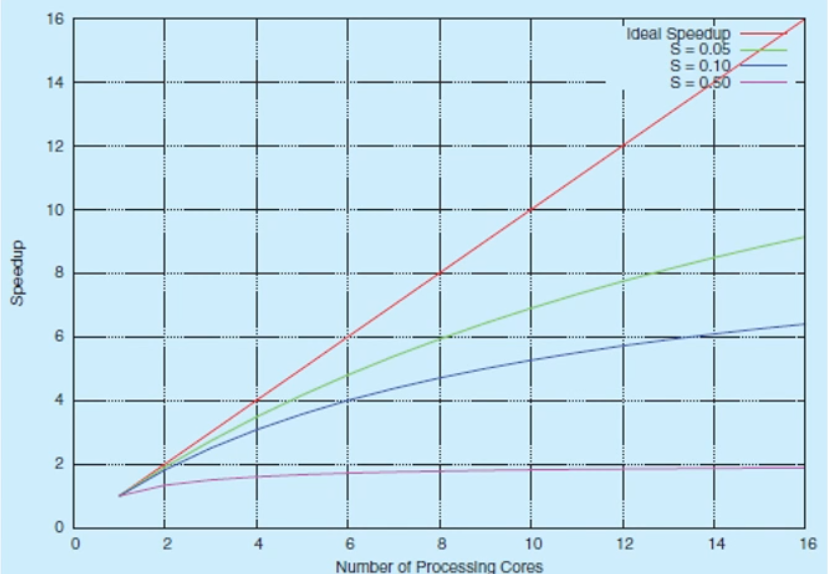 16
14
12
10
8
6
4
2
0
Speedup
Ideal Speedup
S = 0.05
S = 0.10
S = 0.50
0 2 4 6 8 10 12 14 16
Number of Processing Cores